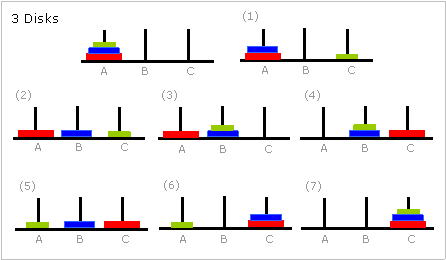 3 Disks
A B C
(1)
A B C
(2)
A B C
(3)
A B C
(4)
A B C
(5)
A B C
(6)
A B C
(7)
A B C